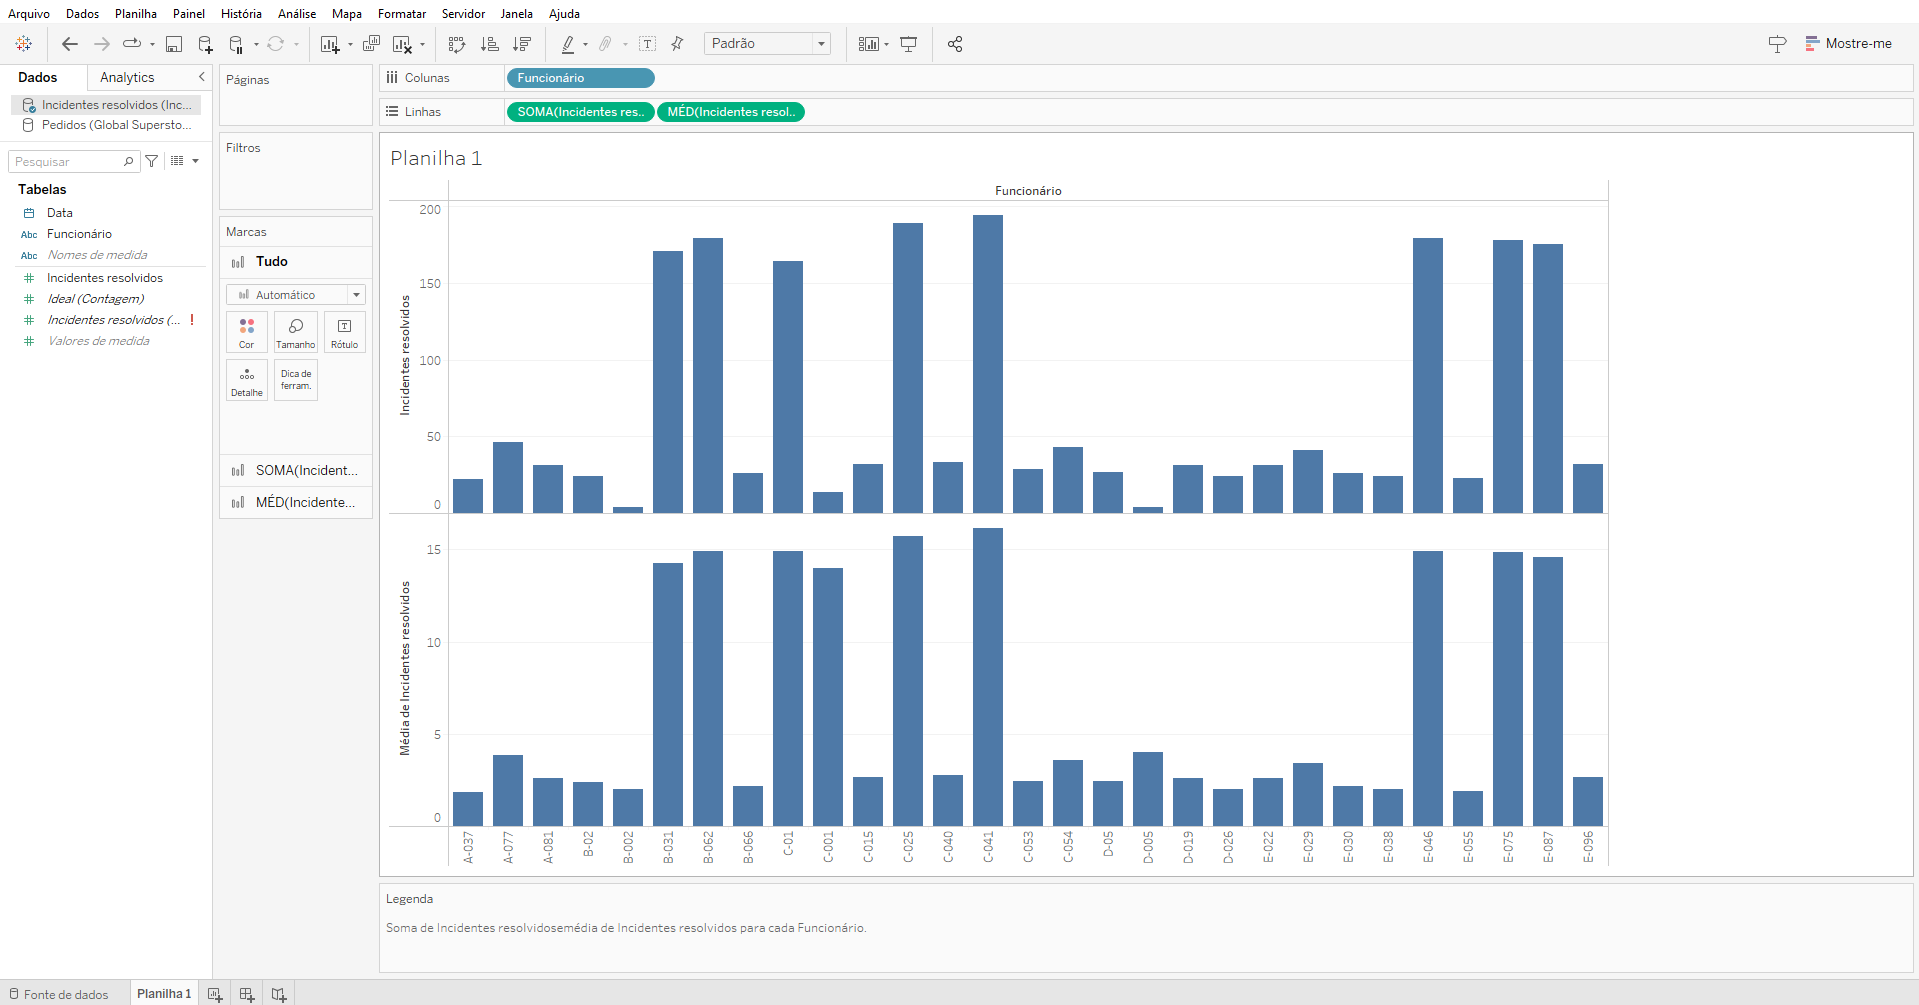 Arquivo Dados Planilha Painel História Análise Mapa Formatar Servidor Janela Ajuda
Padrão
Mostre-me
Dados Analytics
Incidentes resolvidos (Inc...
Pedidos (Global Supersto...
Pesquisar
Tabelas
Data
Abc Funcionário
Abc Nomes de medida
Incidentes resolvidos
Ideal (Contagem)
Incidentes resolvidos (... !
Valores de medida
Páginas
Filtros
Marcas
Tudo
Automático
Cor Tamanho Rótulo
Detalhe Dica de
ferram.
SOMA(Incident...
MÉD(Incidente...
Colunas Funcionário
Linhas SOMA(Incidentes res.. MÉD(Incidentes resol..
Planilha 1
Funcionário
Incidentes resolvidos
200
150
100
50
0
Média de Incidentes resolvidos
15
10
5
0
A-037 A-077 A-081 B-02 B-002 B-031 B-062 B-066 C-01 C-001 C-015 C-025 C-040 C-041 C-053 C-054 D-05 D-005 D-019 D-026 E-022 E-029 E-030 E-038 E-046 E-055 E-075 E-087 E-096
Legenda
Soma de Incidentes resolvidosemédia de Incidentes resolvidos para cada Funcionário.
Fonte de dados Planilha 1